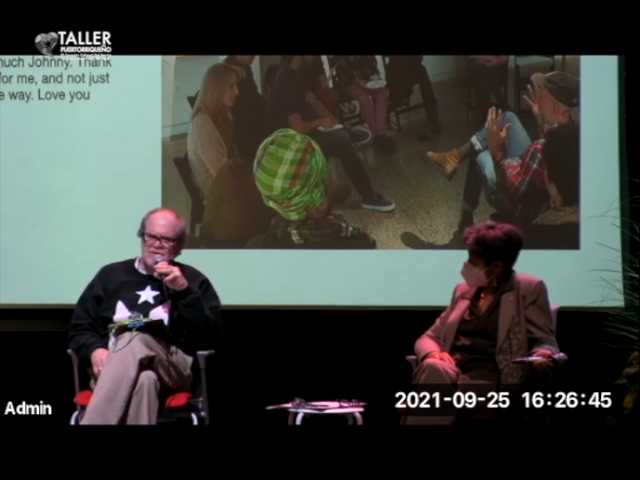 TALLER
PUERTORRIQUEÑO
much Johnny. Thank
for me, and not just
e way. Love you
Admin
2021-09-25 16:26:45